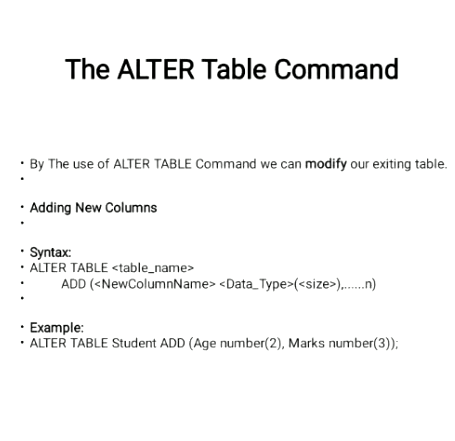 The ALTER Table Command
• By The use of ALTER TABLE Command we can modify our exiting table.
•
• Adding New Columns
•
• Syntax:
• ALTER TABLE <table_name>
• ADD (<NewColumnName> <Data_Type>(<size>),......n)
•
• Example:
• ALTER TABLE Student ADD (Age number(2), Marks number(3));